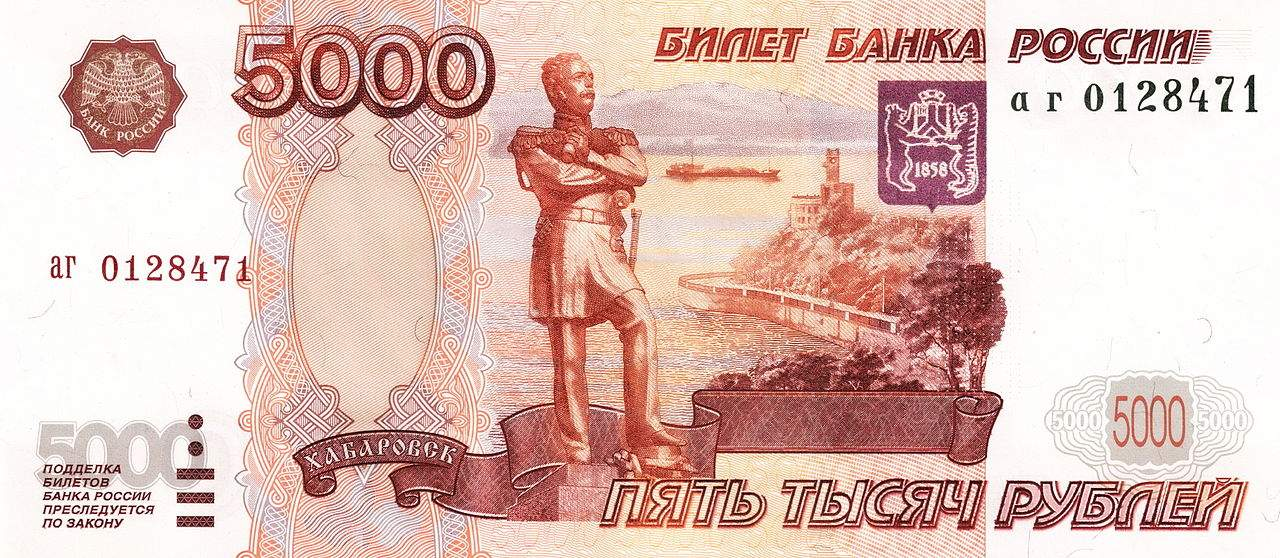 5000
БИЛЕТ БАНКА РОССИИ
аг 0128471
БАНК РОССИИ
1858
аг 0128471
ХАБАРОВСК
5000
5000 5000 5000
ПОДДЕЛКА
БИЛЕТОВ
БАНКА РОССИИ
ПРЕСЛЕДУЕТСЯ
ПО ЗАКОНУ
ПЯТЬ ТЫСЯЧ РУБЛЕЙ